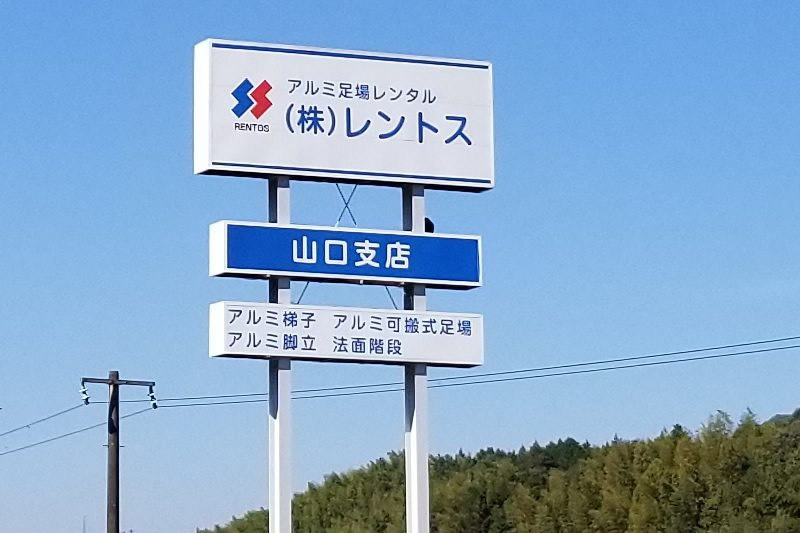 アルミ足場レンタル
RENTOS
(株)レントス
山口支店
アルミ梯子 アルミ可搬式足場
アルミ脚立 法面階段